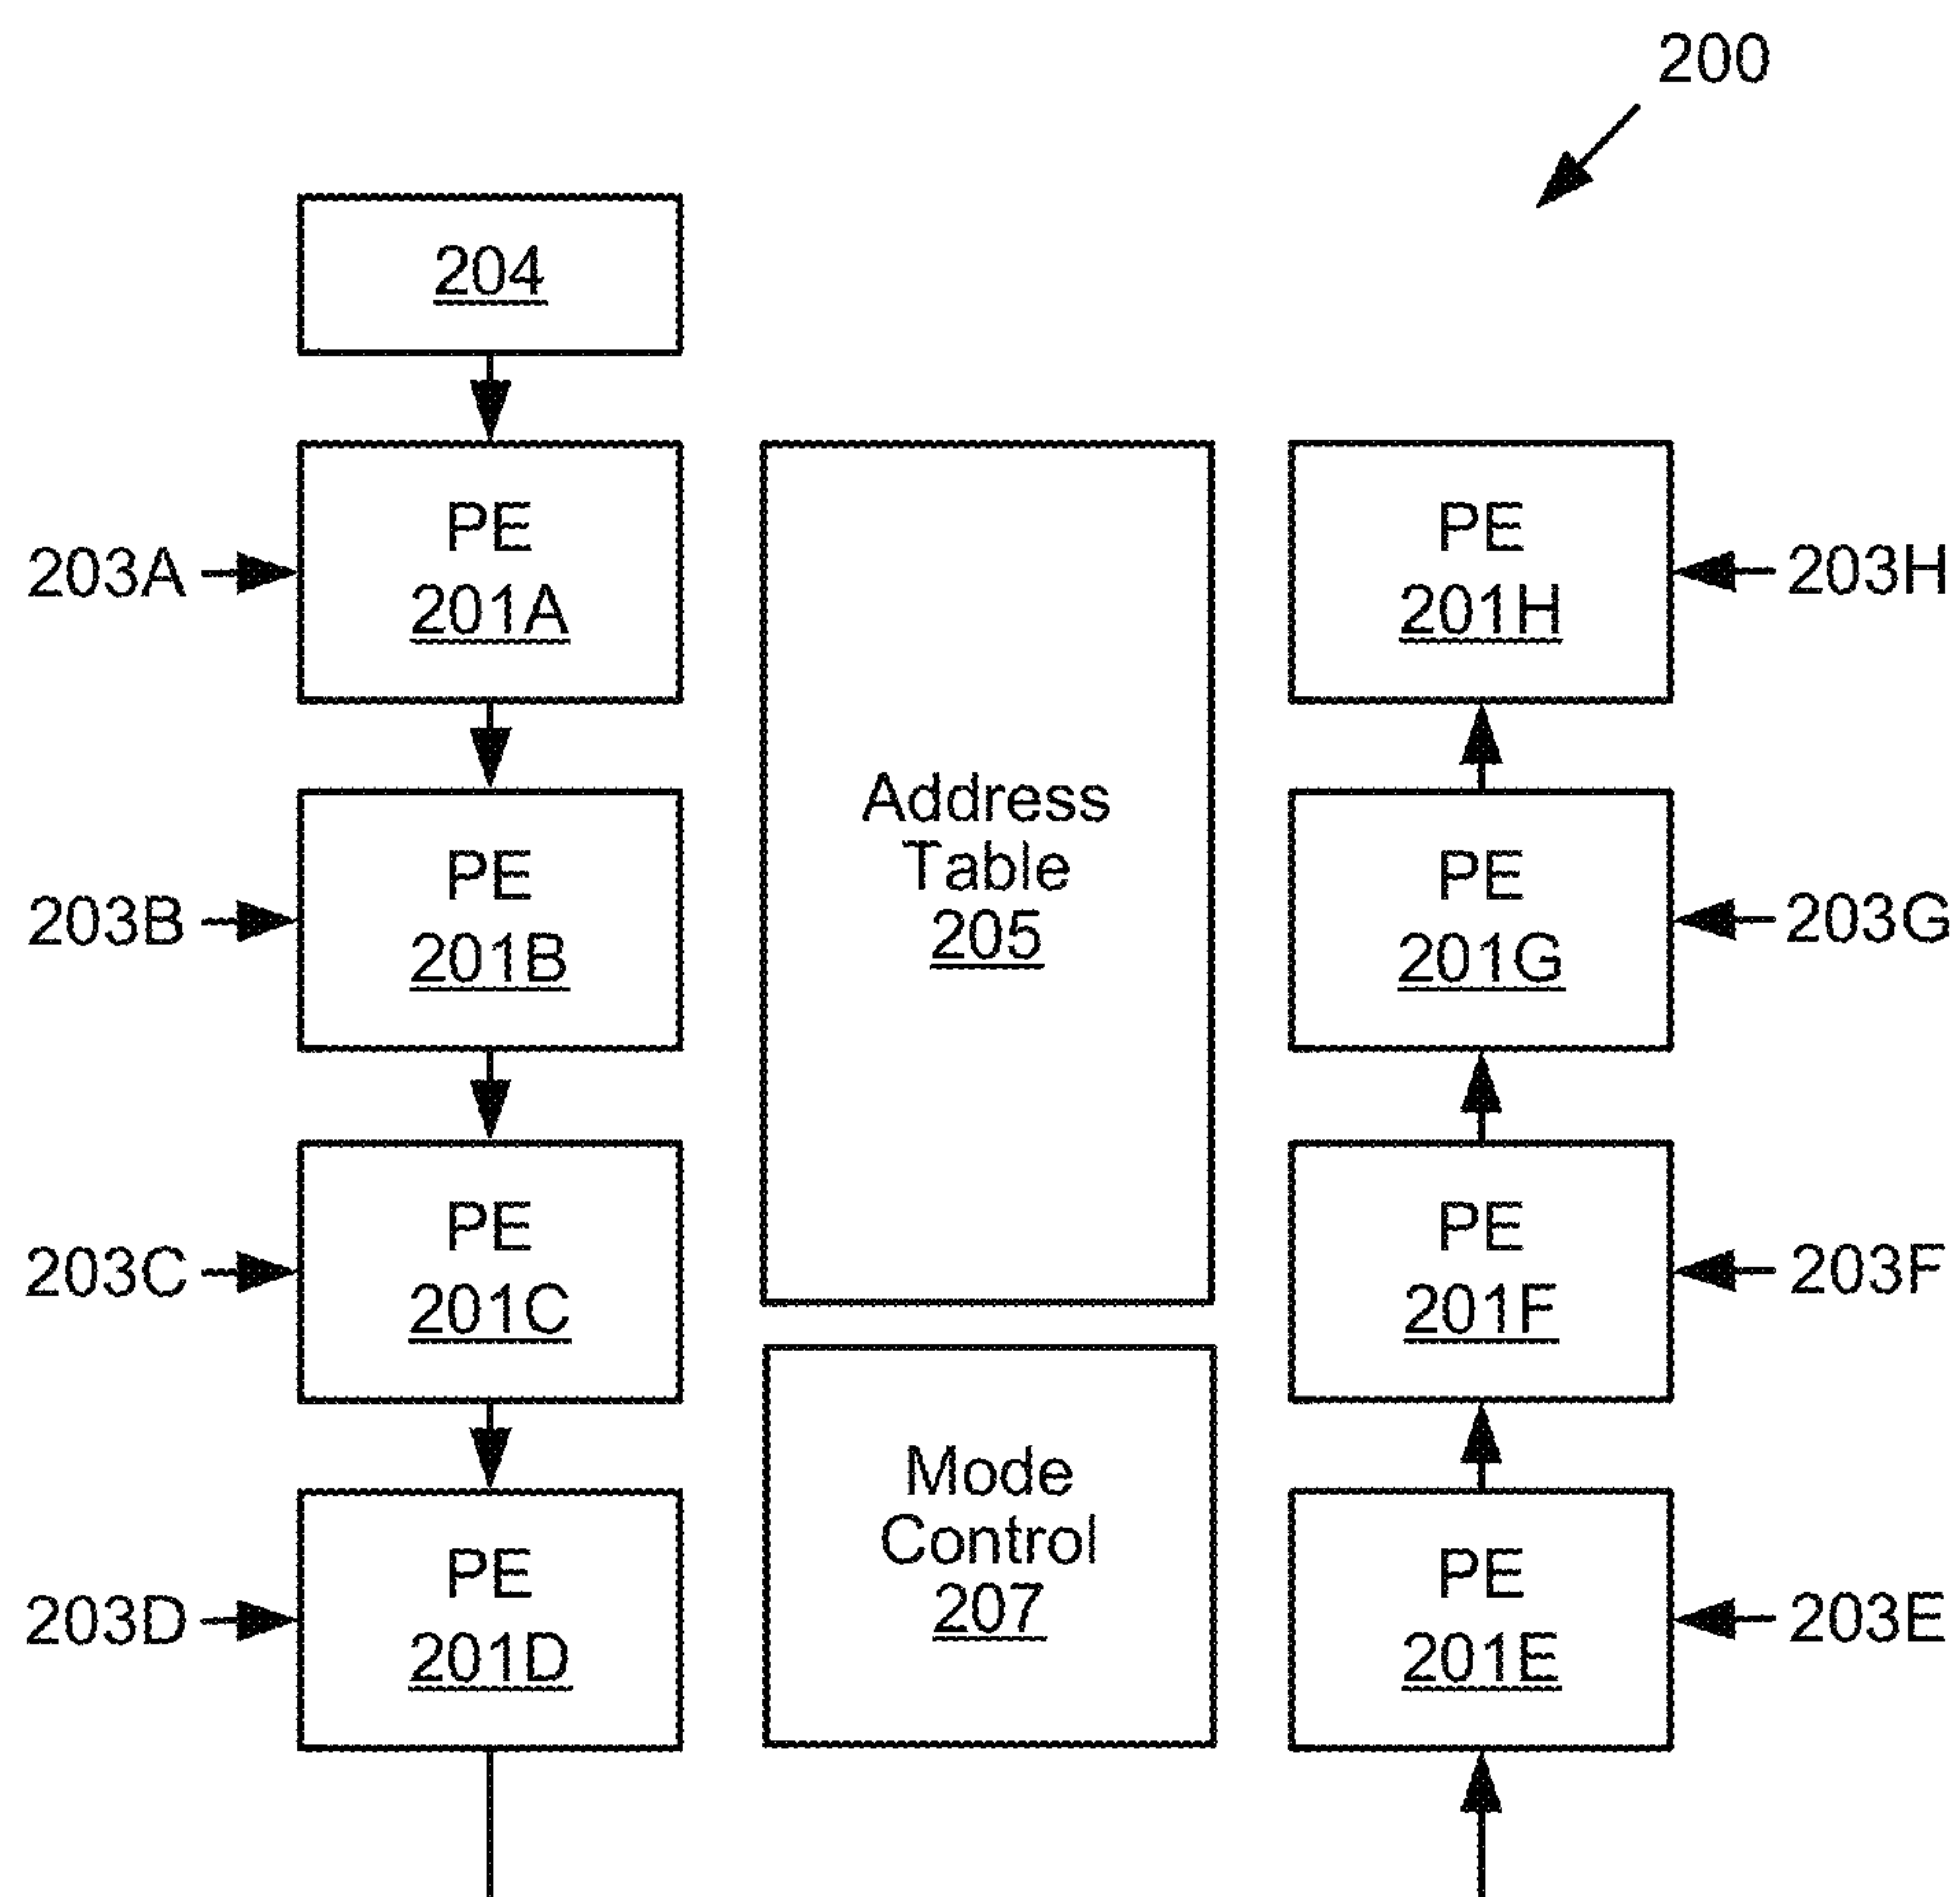 200
204
203A
PE
201A
203B
PE
201B
203C
PE
201C
203D
PE
201D
Address
Table
205
Mode
Control
207
PE
201H
203H
PE
201G
203G
PE
201F
203F
PE
201E
203E